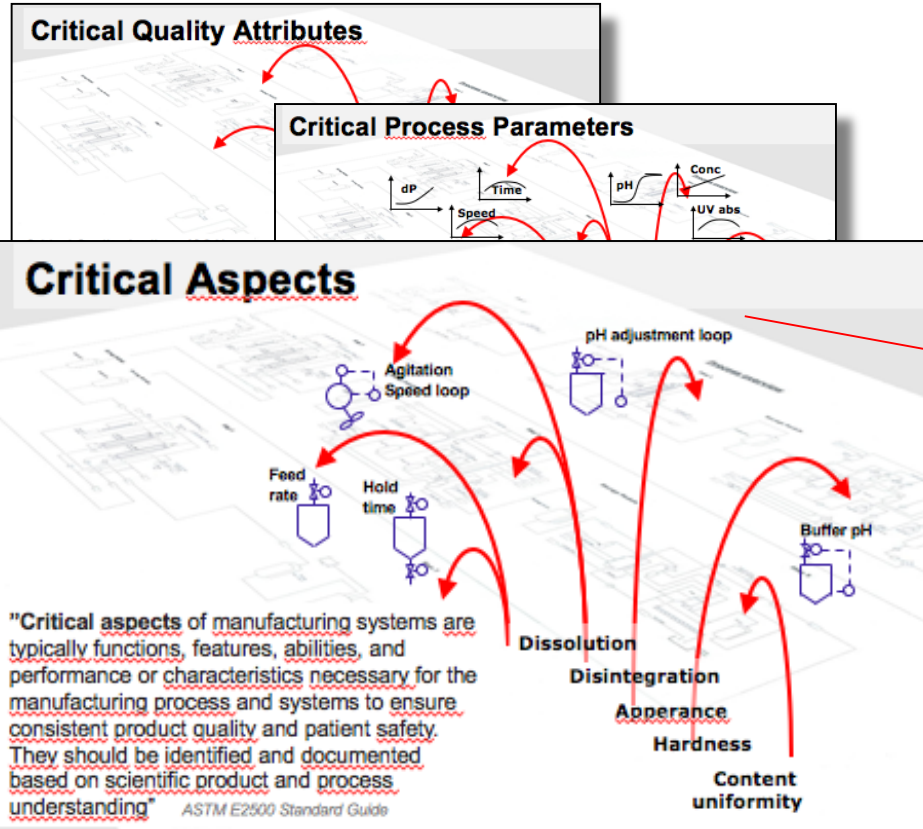 Critical Quality Attributes
Critical Process Parameters
dP
Time
pH
Conc
Speed
UV abs
Critical Aspects
pH adjustment loop
Agitation
Speed loop
Feed
rate
Hold
time
Buffer pH
"Critical aspects of manufacturing systems are
typically functions, features, abilities, and
performance or characteristics necessary for the
manufacturing process and systems to ensure
consistent product quality and patient safety.
They should be identified and documented
based on scientific product and process
understanding"
ASTM E2500 Standard Guide
Dissolution
Disintegration
Apperance
Hardness
Content
uniformity